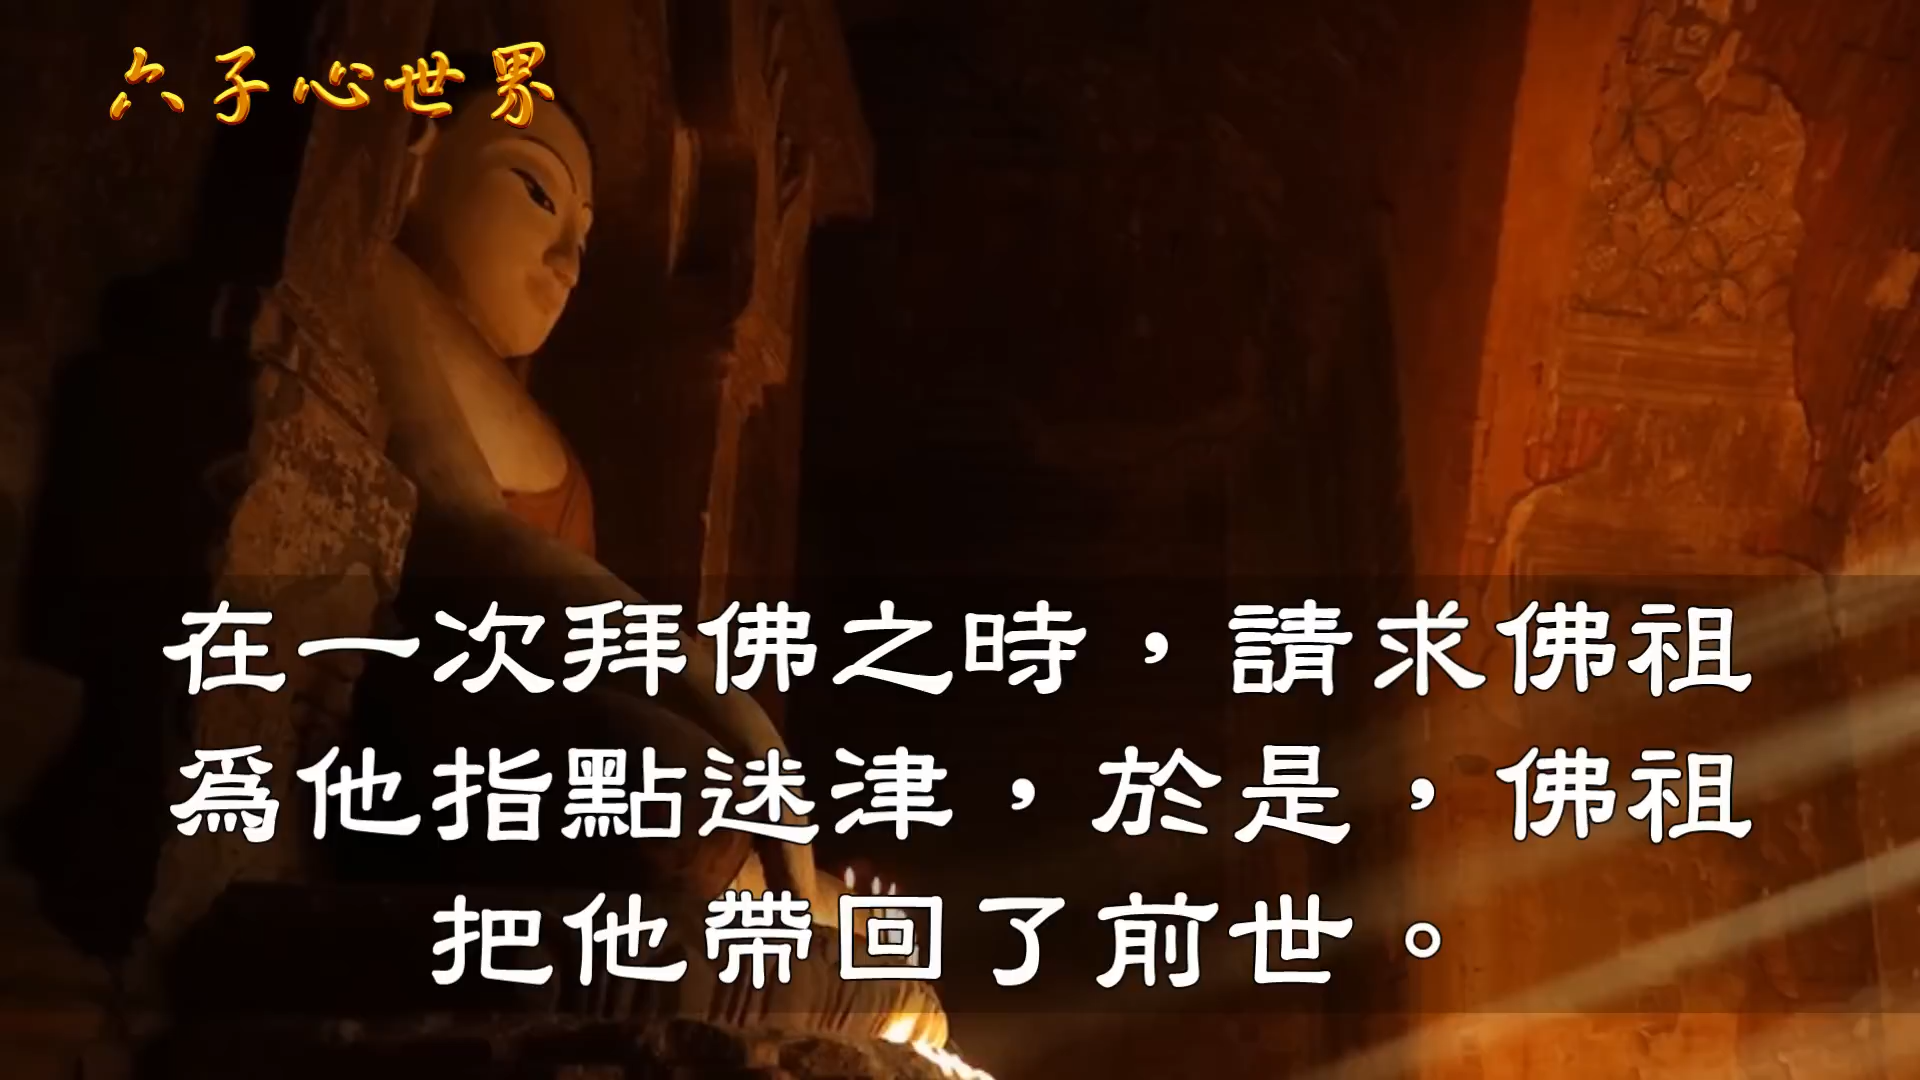 六子心世界
在一次拜佛之時，請求佛祖
為他指點迷津，於是，佛祖
把他帶回了前世。